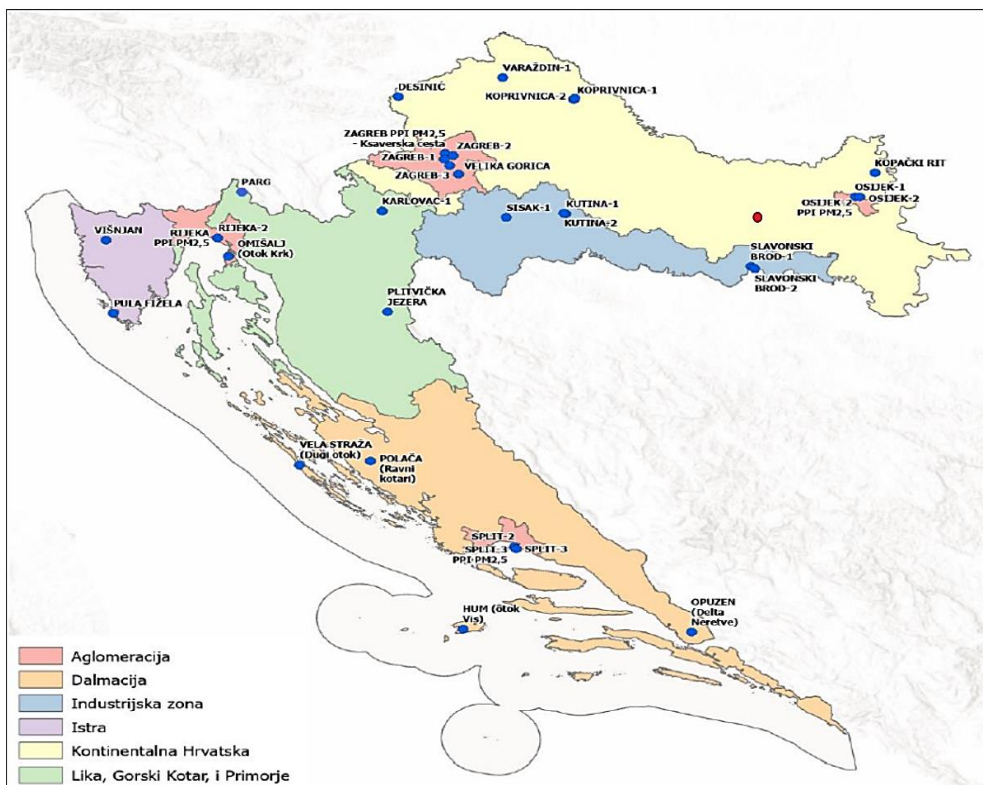 VARAŽDIN-1
DESINIĆ
KOPRIVNICA-2
KOPRIVNICA-1
ZAGREB PPI PM2,5
- Ksaverska cesta
ZAGREB-2
ZAGREB-1
VELIKA GORICA
ZAGREB-3
KOPAČKI RIT
OSIJEK-1
OSIJEK-2
PPI PM2,5
OSIJEK-2
PARG
KARLOVAC-1
SISAK-1
KUTINA-1
KUTINA-2
VIŠNJAN
RIJEKA
PPI PM2,5
RIJEKA-2
OMIŠALJ
(Otok Krk)
SLAVONSKI
BROD-1
SLAVONSKI
BROD-2
PULA FIŽELA
PLITVIČKA
JEZERA
VELA STRAŽA
(Dugi otok)
POLAČA
(Ravni
kotari)
SPLIT-2
SPLIT-3
PPI PM2,5
SPLIT-3
HUM (otok
Vis)
OPUZEN
(Delta
Neretve)
Aglomeracija
Dalmacija
Industrijska zona
Istra
Kontinentalna Hrvatska
Lika, Gorski Kotar, i Primorje